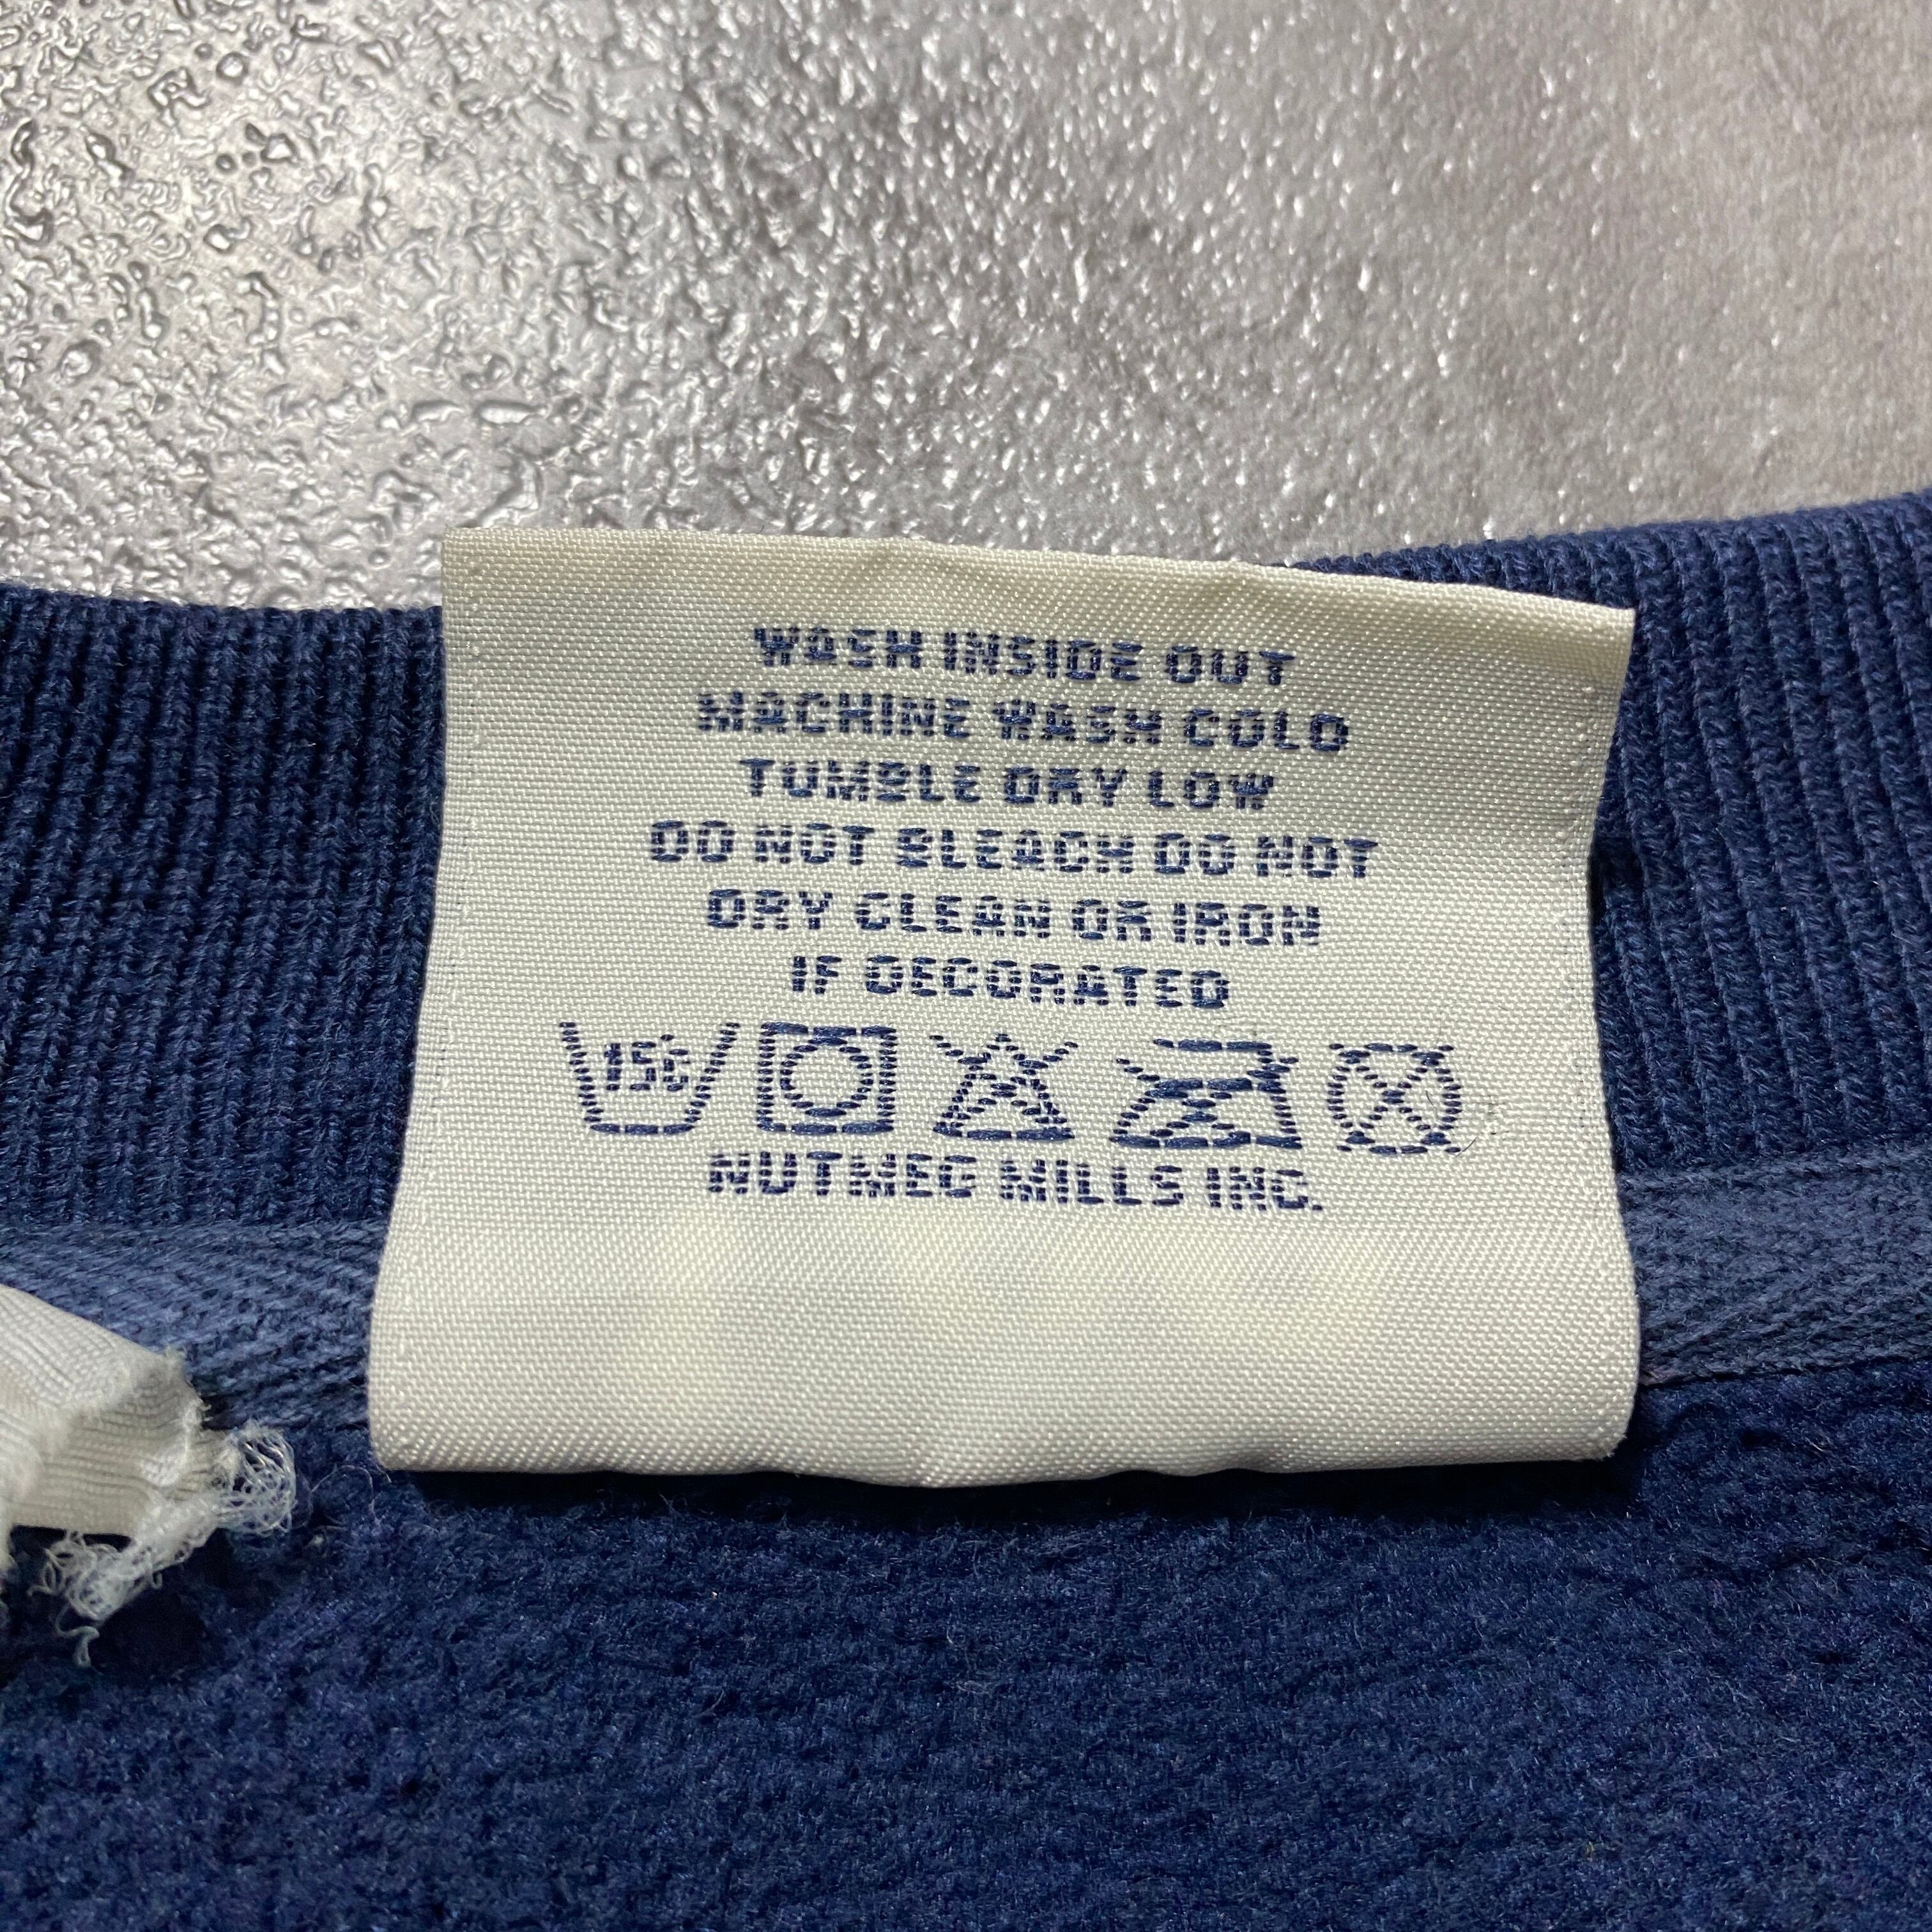 WASH INSIDE OUT
MACHINE WASH COLD
TUMBLE DRY LOW
DO NOT BLEACH DO NOT
DRY CLEAN OR IRON
IF DECORATED
15c
NUTMEG MILLS INC.